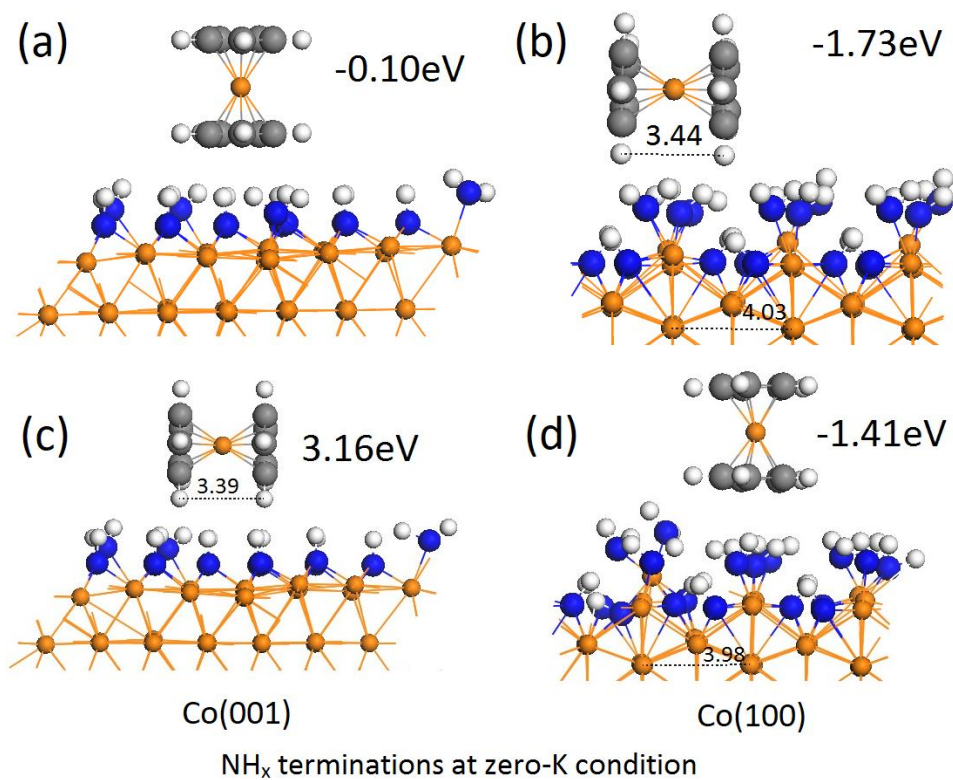 (a)
-0.10eV
(b)
-1.73eV
3.44
4.03
(c)
3.16eV
3.39
(d)
-1.41eV
3.98
Co(001)
Co(100)
NHₓ terminations at zero-K condition